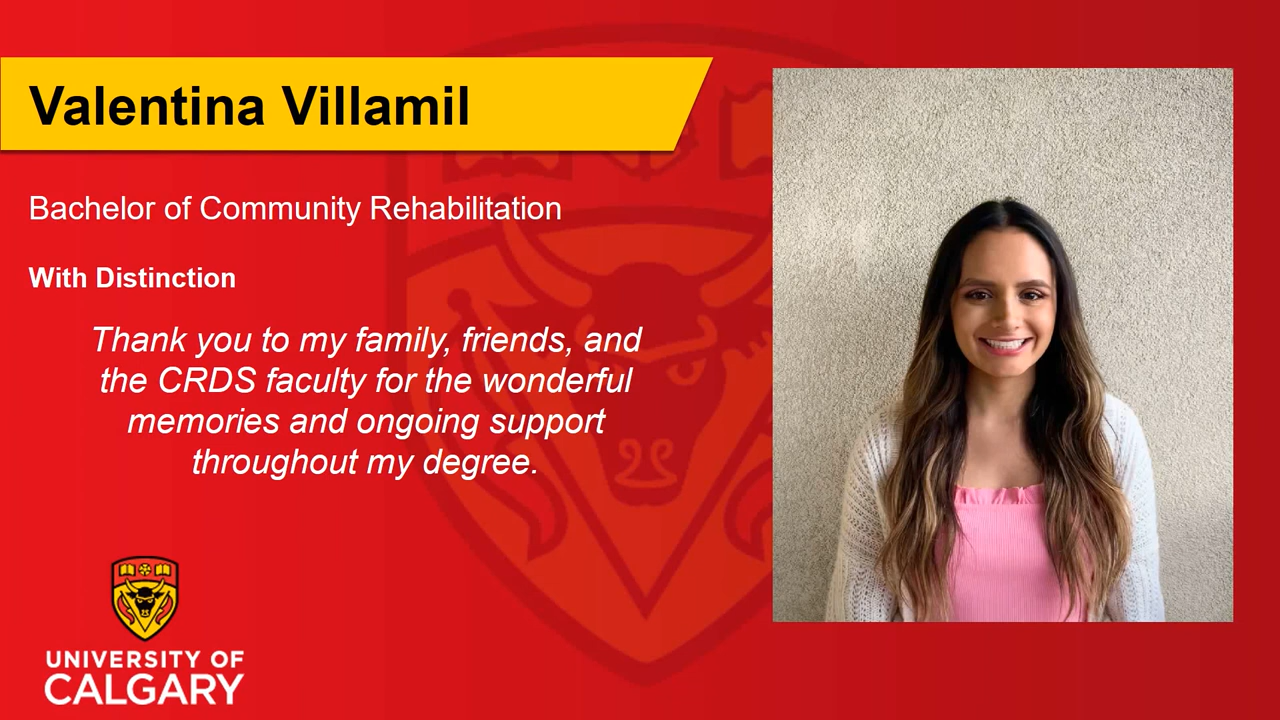 Valentina Villamil
Bachelor of Community Rehabilitation
With Distinction
Thank you to my family, friends, and
the CRDS faculty for the wonderful
memories and ongoing support
throughout my degree.
UNIVERSITY OF
CALGARY